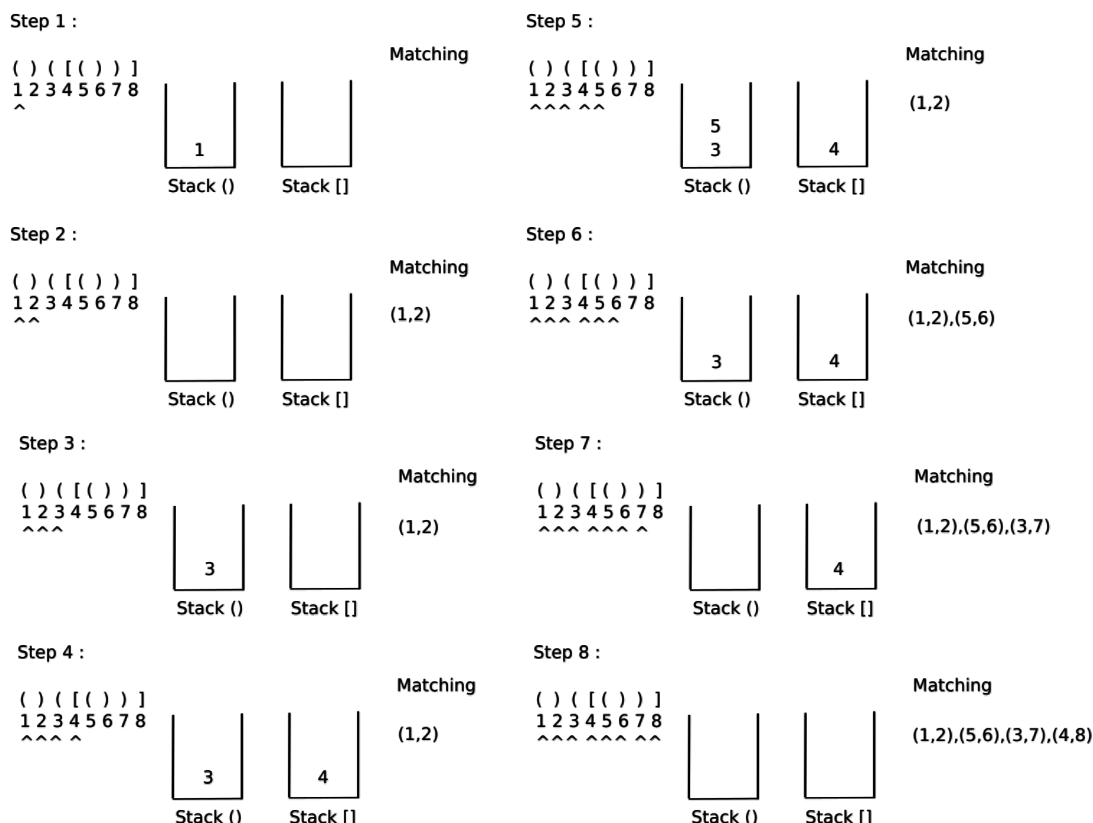 Step 1 :
Matching
( ) ( [ ( ) ) ]
1 2 3 4 5 6 7 8
^
1
Stack ()
Stack []
Step 2 :
Matching
( ) ( [ ( ) ) ]
1 2 3 4 5 6 7 8
^^
(1,2)
Stack ()
Stack []
Step 3 :
Matching
( ) ( [ ( ) ) ]
1 2 3 4 5 6 7 8
^^^
(1,2)
3
Stack ()
Stack []
Step 4 :
Matching
( ) ( [ ( ) ) ]
1 2 3 4 5 6 7 8
^^^ ^
(1,2)
3
4
Stack ()
Stack []
Step 5 :
Matching
( ) ( [ ( ) ) ]
1 2 3 4 5 6 7 8
^^^ ^^
(1,2)
5
3
4
Stack ()
Stack []
Step 6 :
Matching
( ) ( [ ( ) ) ]
1 2 3 4 5 6 7 8
^^^ ^^^
(1,2),(5,6)
3
4
Stack ()
Stack []
Step 7 :
Matching
( ) ( [ ( ) ) ]
1 2 3 4 5 6 7 8
^^^ ^^^ ^
(1,2),(5,6),(3,7)
4
Stack ()
Stack []
Step 8 :
Matching
( ) ( [ ( ) ) ]
1 2 3 4 5 6 7 8
^^^ ^^^ ^^
(1,2),(5,6),(3,7),(4,8)
Stack ()
Stack []